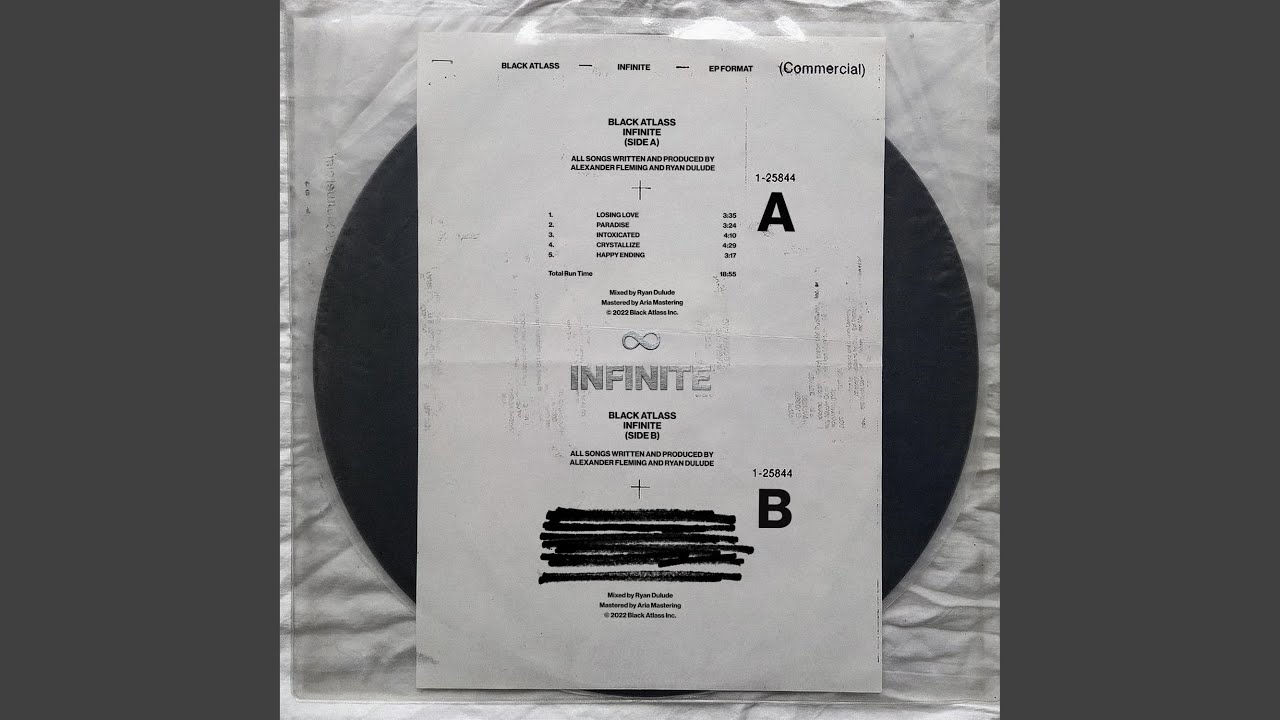 BLACK ATLASS — INFINITE — EP FORMAT (Commercial)
BLACK ATLASS
INFINITE
(SIDE A)
ALL SONGS WRITTEN AND PRODUCED BY
ALEXANDER FLEMING AND RYAN DULUDE
1-25844
A
1. LOSING LOVE 3:35
2. PARADISE 3:24
3. INTOXICATED 4:10
4. CRYSTALLIZE 4:29
5. HAPPY ENDING 3:17
Total Run Time 18:55
Mixed by Ryan Dulude
Mastered by Aria Mastering
© 2022 Black Atlass Inc.
INFINITE
BLACK ATLASS
INFINITE
(SIDE B)
ALL SONGS WRITTEN AND PRODUCED BY
ALEXANDER FLEMING AND RYAN DULUDE
1-25844
B
Mixed by Ryan Dulude
Mastered by Aria Mastering
© 2022 Black Atlass Inc.